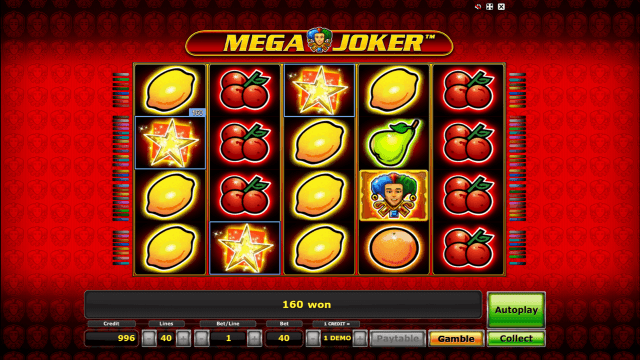 MEGA JOKER™
160 won
Credit
Lines
Bet/Line
Bet
1 CREDIT =
996
40
1
40
1 DEMO
Paytable
Gamble
Autoplay
Collect